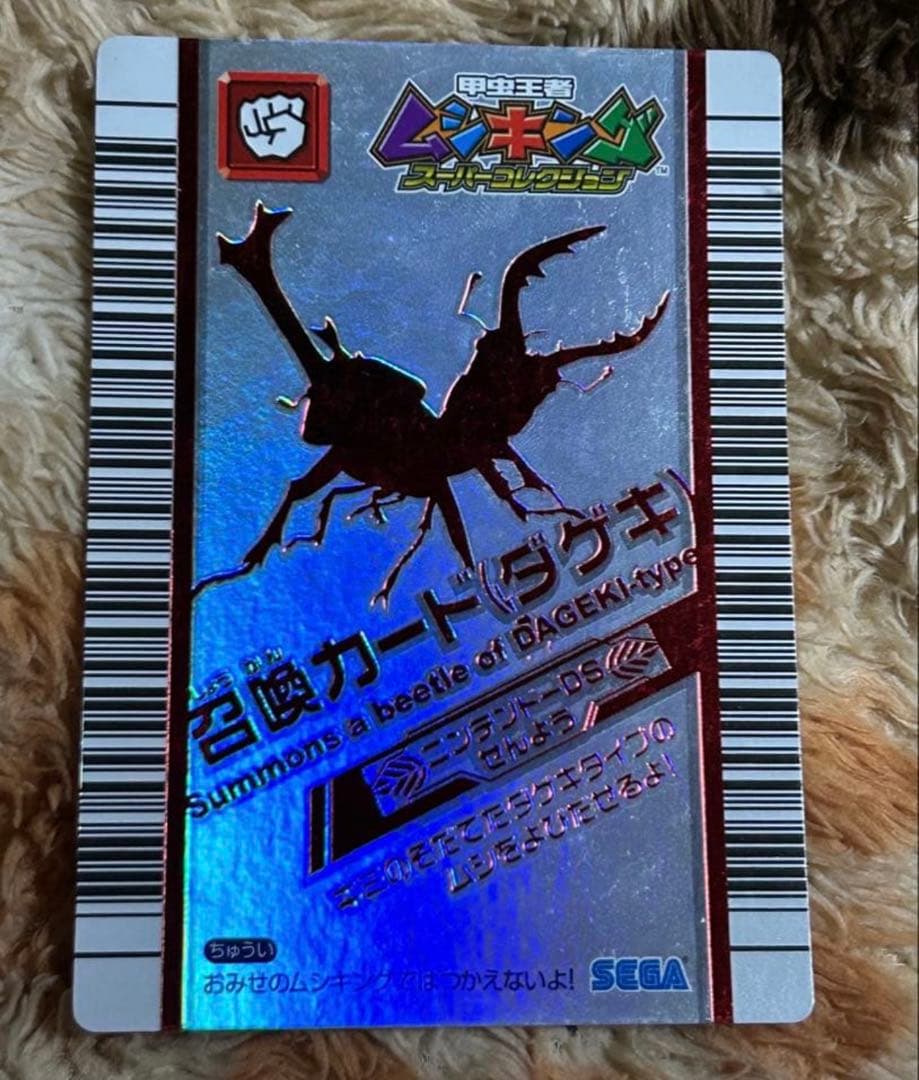 甲虫王者
ムシキング
TM
スーパーコレクション
しょう かん
召喚カード(ダゲキ)
Summons a beetle of DAGEKI-type
ニンテンドーDS
せんよう
キミのそだてたダゲキタイプの
ムシをよびだせるよ!
ちゅうい
おみせのムシキングではつかえないよ!
SEGA